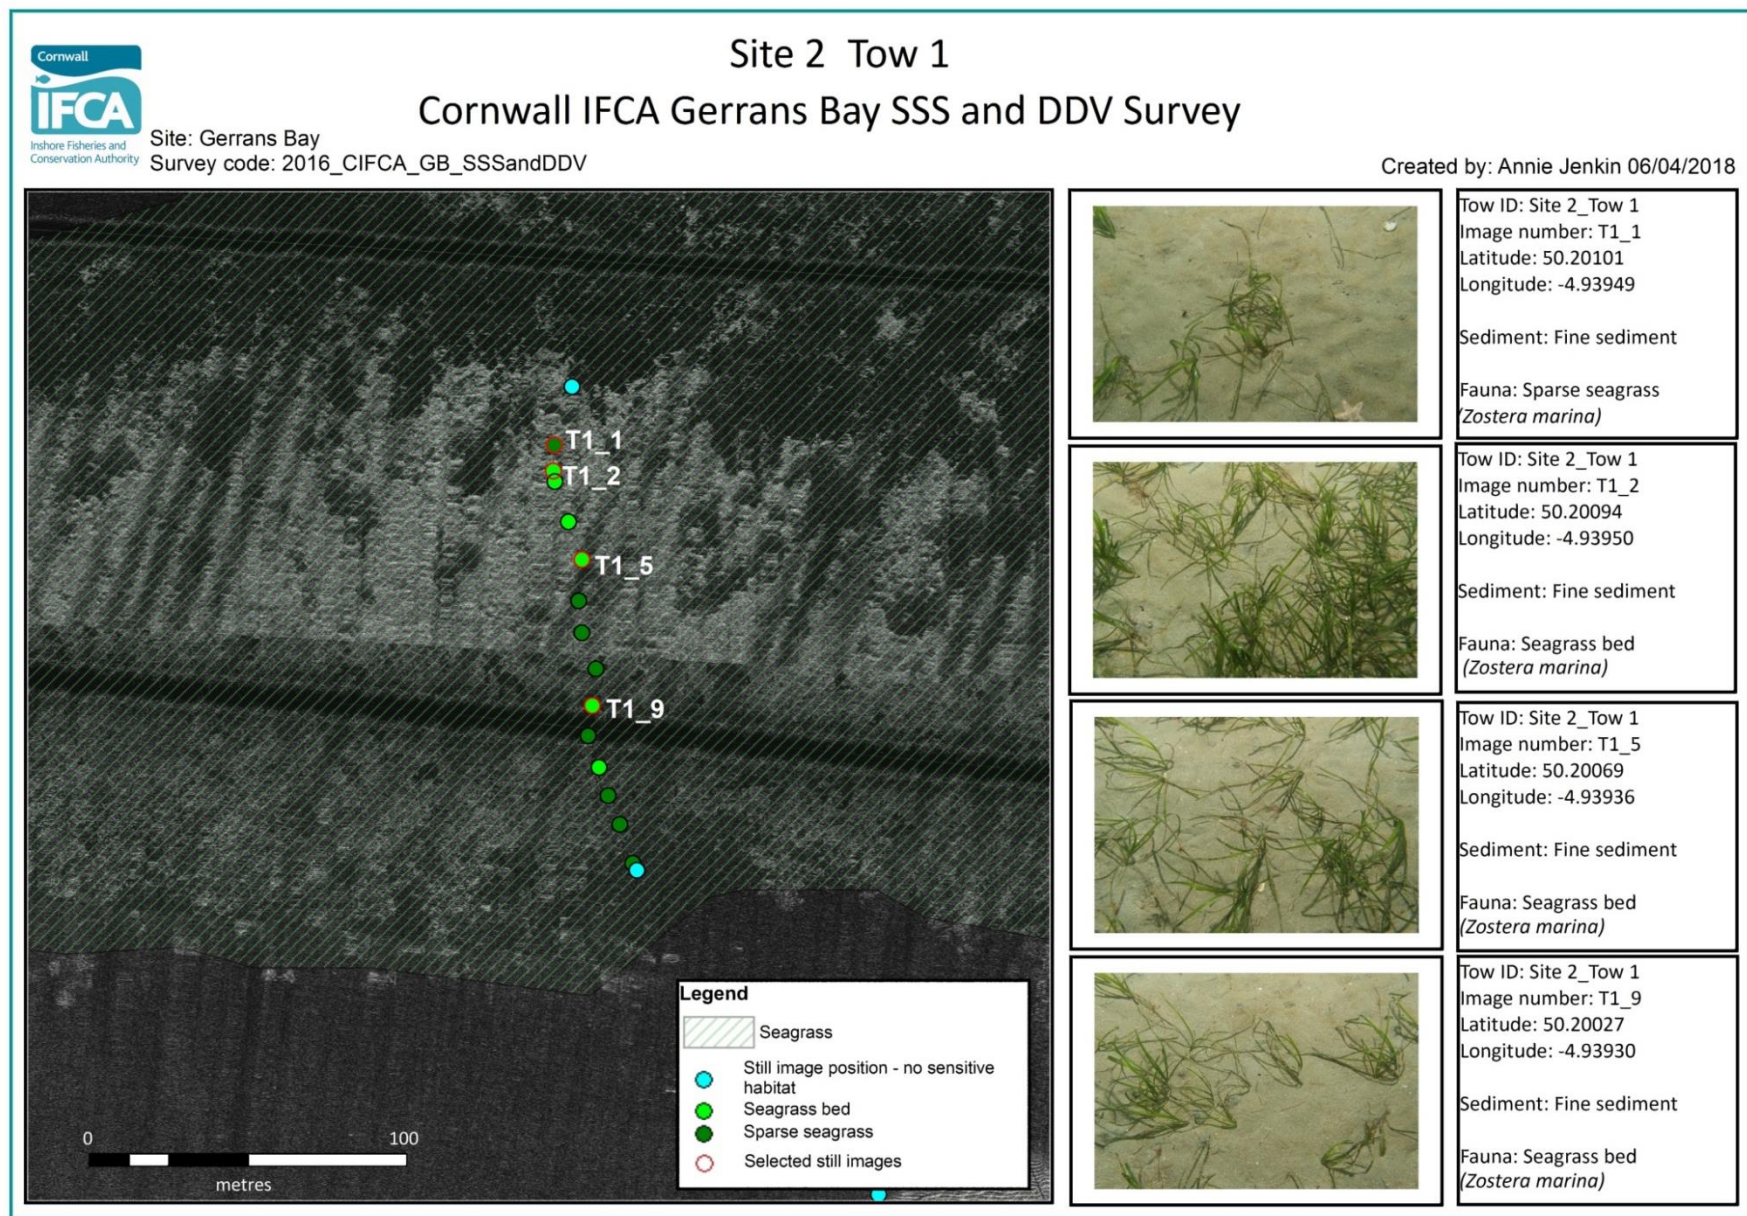 Site 2 Tow 1
Cornwall IFCA Gerrans Bay SSS and DDV Survey
Cornwall
IFCA
Inshore Fisheries and
Conservation Authority
Site: Gerrans Bay
Survey code: 2016_CIFCA_GB_SSSandDDV
Created by: Annie Jenkin 06/04/2018
T1_1
T1_2
T1_5
T1_9
Legend
Seagrass
Still image position - no sensitive
habitat
Seagrass bed
Sparse seagrass
Selected still images
0 100
metres
Tow ID: Site 2_Tow 1
Image number: T1_1
Latitude: 50.20101
Longitude: -4.93949
Sediment: Fine sediment
Fauna: Sparse seagrass
(Zostera marina)
Tow ID: Site 2_Tow 1
Image number: T1_2
Latitude: 50.20094
Longitude: -4.93950
Sediment: Fine sediment
Fauna: Seagrass bed
(Zostera marina)
Tow ID: Site 2_Tow 1
Image number: T1_5
Latitude: 50.20069
Longitude: -4.93936
Sediment: Fine sediment
Fauna: Seagrass bed
(Zostera marina)
Tow ID: Site 2_Tow 1
Image number: T1_9
Latitude: 50.20027
Longitude: -4.93930
Sediment: Fine sediment
Fauna: Seagrass bed
(Zostera marina)